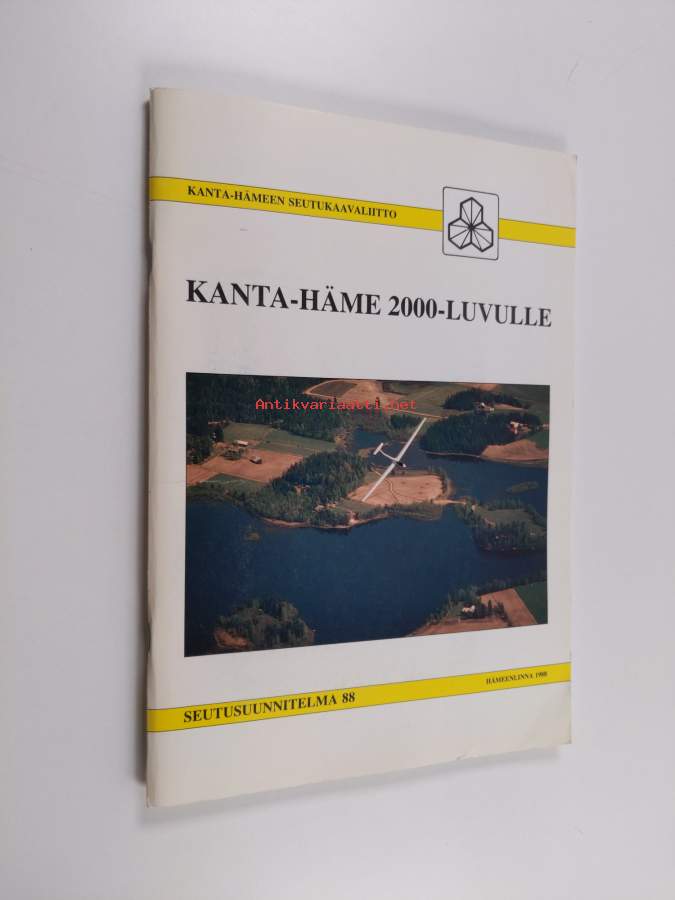 KANTA-HÄMEEN SEUTUKAAVALIITTO
KANTA-HÄME 2000-LUVULLE
Antikvariaatti.net
SEUTUSUUNNITELMA 88
HÄMEENLINNA 1988